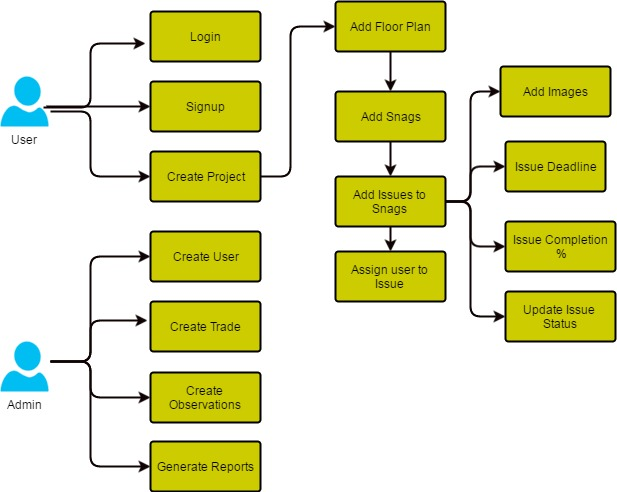 Login
Signup
Create Project
User
Add Floor Plan
Add Snags
Add Issues to
Snags
Assign user to
Issue
Add Images
Issue Deadline
Issue Completion
%
Update Issue
Status
Create User
Create Trade
Create
Observations
Generate Reports
Admin